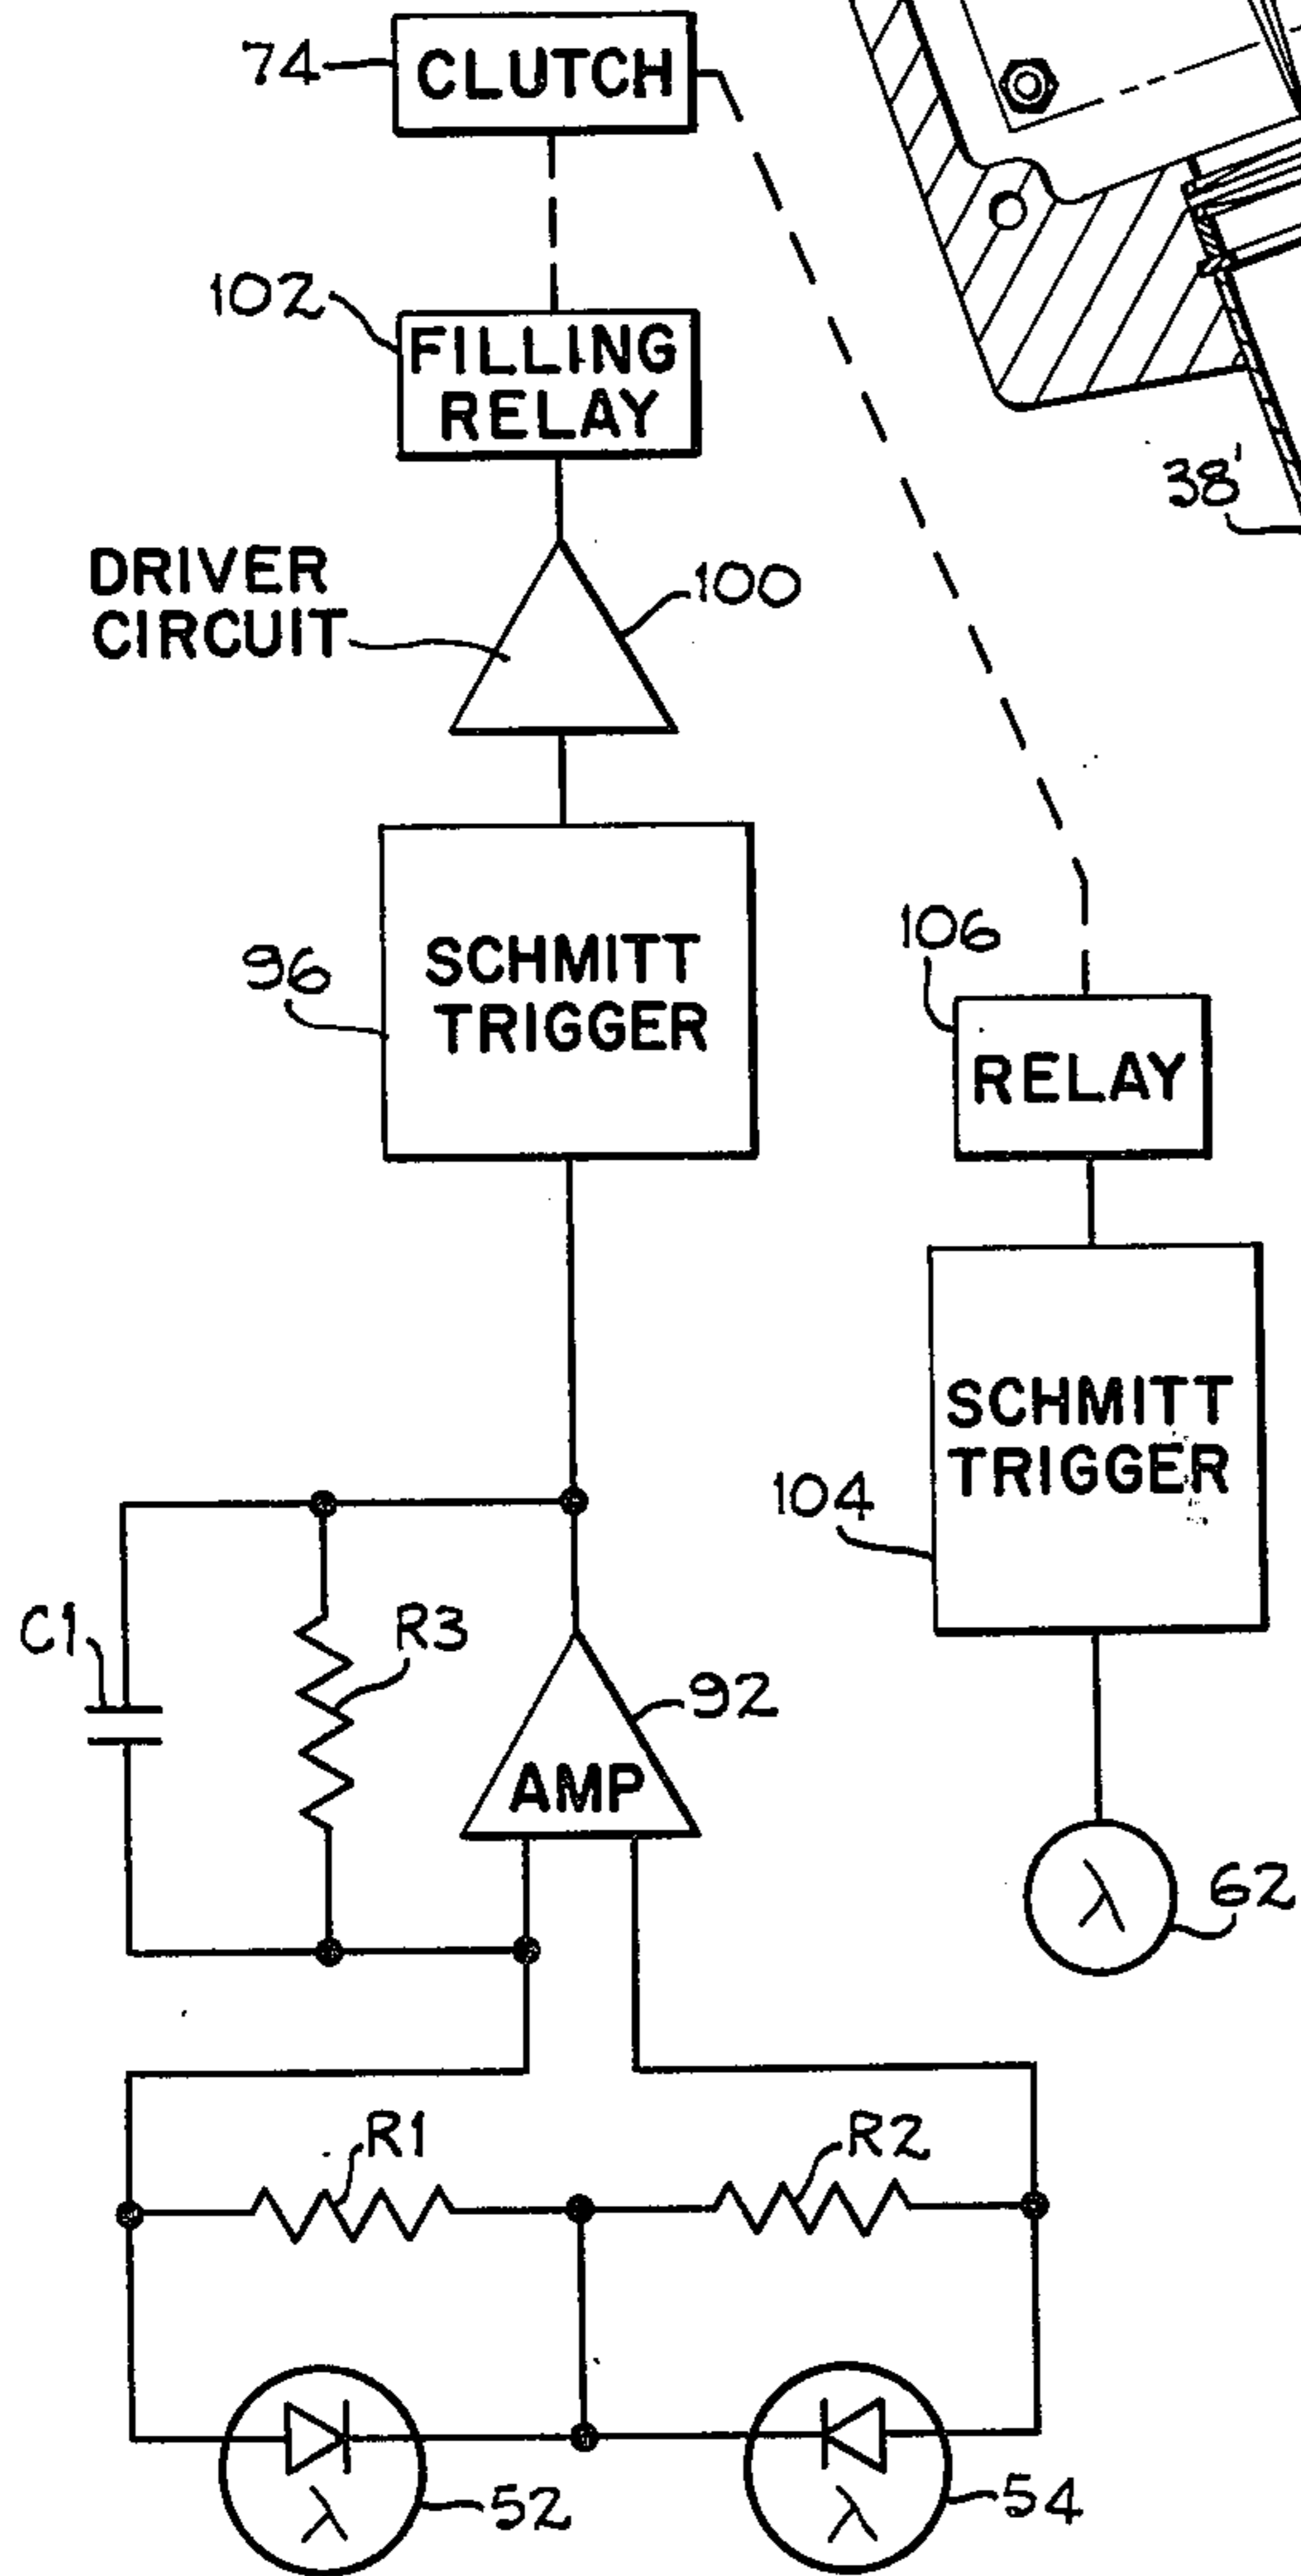 74 CLUTCH
102 FILLING
RELAY
38'
DRIVER
CIRCUIT
100
96 SCHMITT
TRIGGER
106
RELAY
SCHMITT
TRIGGER
104
C1 R3
92
AMP
λ 62
R1 R2
λ 52
λ 54